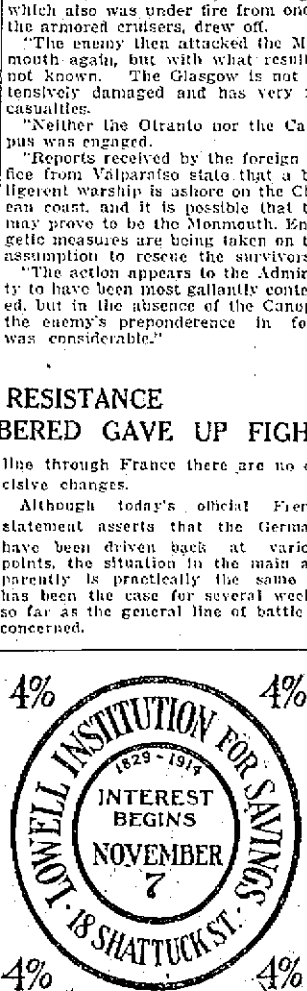 which also was under fire from one
the armored cruisers, drew off.
"The enemy then attacked the M
mouth again, but with what result
not known. The Glasgow is not
tensively damaged and has very
casualties.
"Neither the Otranto nor the Ca
pus was engaged.
"Reports received by the foreign
fice from Valparaiso state that a b
ligerent warship is ashore on the C
ean coast, and it is possible that t
may prove to be the Monmouth. En
getic measures are being taken on t
assumption to rescue the survivors
"The action appears to the Admir
ty to have been most gallantly conte
ed, but in the absence of the Canop
the enemy's preponderence in fo
was considerable."
RESISTANCE
BERED GAVE UP FIGH
line through France there are no
cisive changes.
Although today's official Fren
statement asserts that the Germa
have been driven back at vario
points, the situation in the main a
parently is practically the same
has been the case for several week
so far as the general line of battle
concerned.
4% 4%
LOWELL INSTITUTION FOR SAVINGS
1829-1914
INTEREST
BEGINS
NOVEMBER
7
18 SHATTUCK ST.
4% 4%